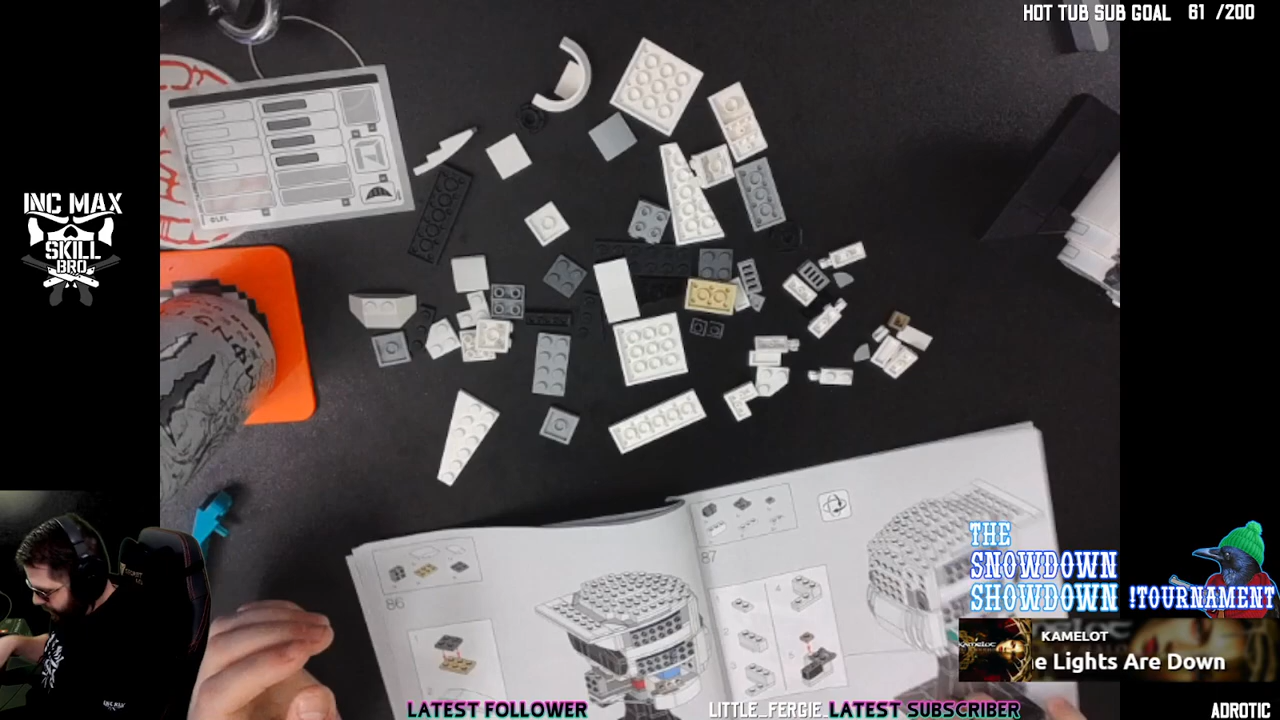 HOT TUB SUB GOAL 61 /200
INC MAX
SKILL
BRO
86
87
THE
SNOWDOWN
SHOWDOWN !TOURNAMENT
KAMELOT
e Lights Are Down
LATEST FOLLOWER
LITTLE_FERGIE_
LATEST SUBSCRIBER
ADROTIC